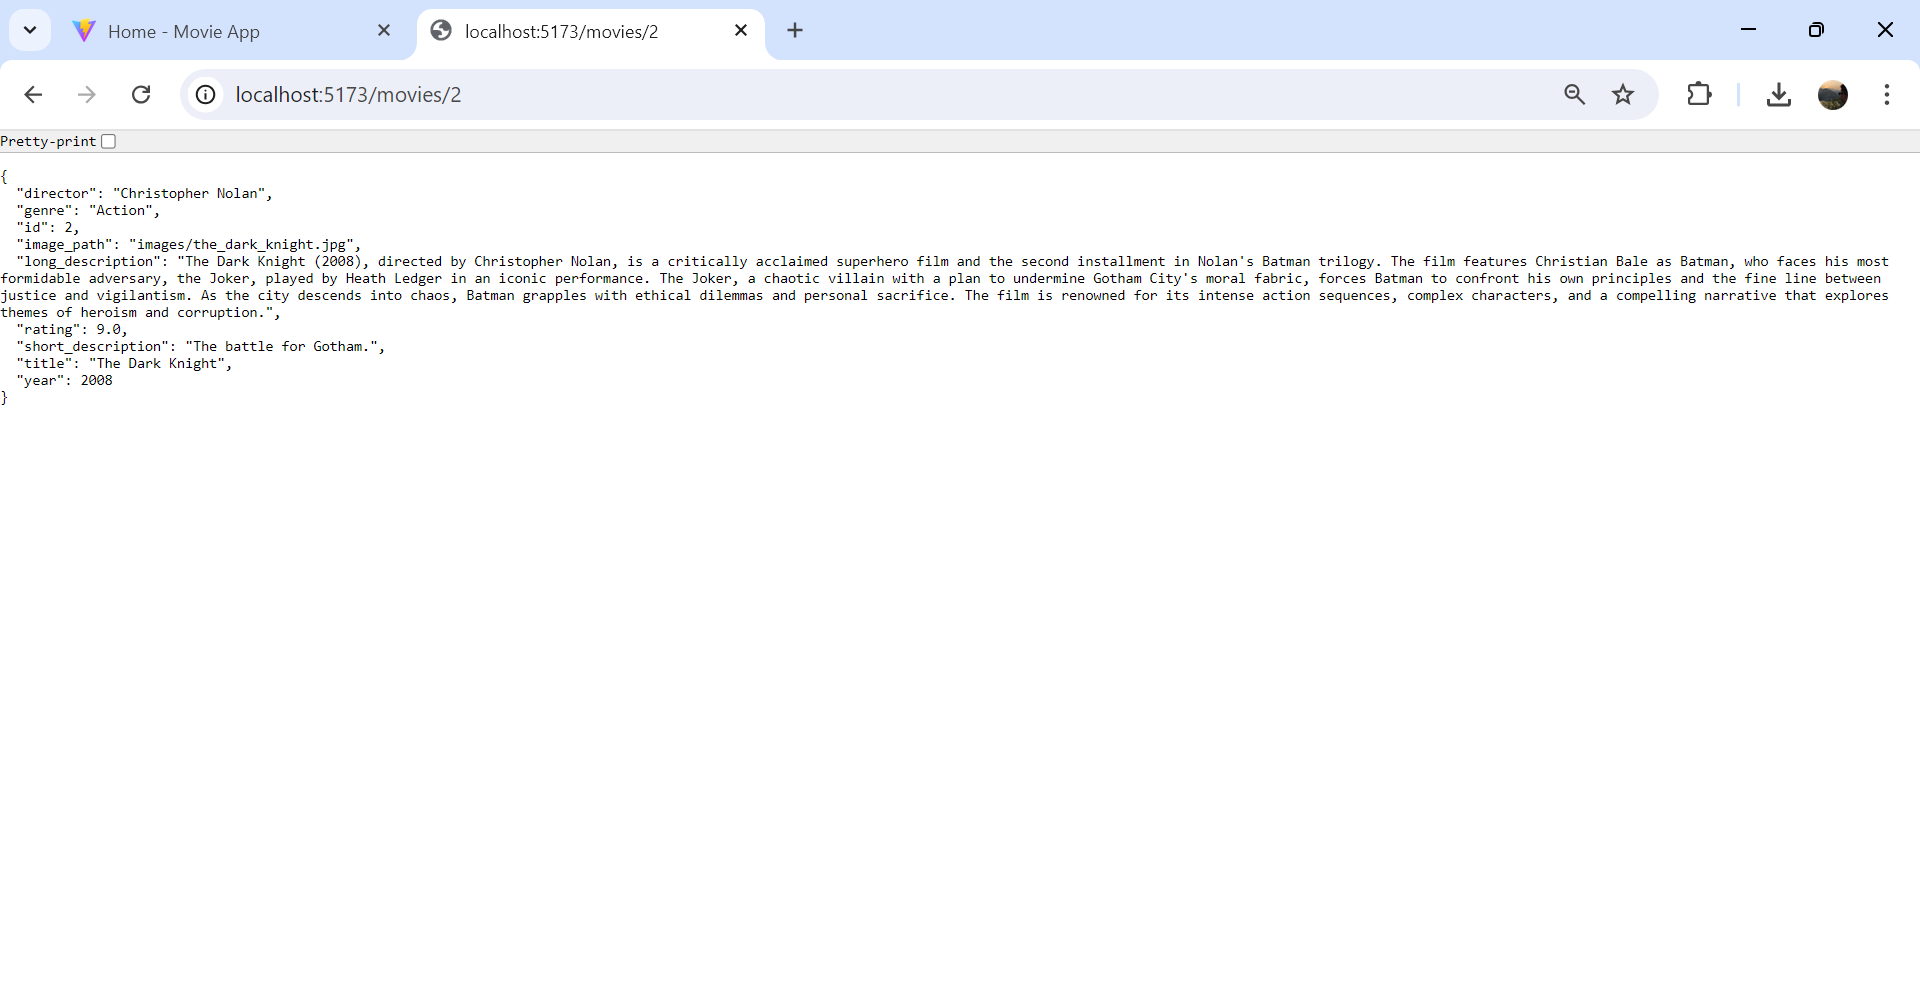 Home - Movie App
localhost:5173/movies/2
localhost:5173/movies/2
Pretty-print
{
  "director": "Christopher Nolan",
  "genre": "Action",
  "id": 2,
  "image_path": "images/the_dark_knight.jpg",
  "long_description": "The Dark Knight (2008), directed by Christopher Nolan, is a critically acclaimed superhero film and the second installment in Nolan's Batman trilogy. The film features Christian Bale as Batman, who faces his most
formidable adversary, the Joker, played by Heath Ledger in an iconic performance. The Joker, a chaotic villain with a plan to undermine Gotham City's moral fabric, forces Batman to confront his own principles and the fine line between
justice and vigilantism. As the city descends into chaos, Batman grapples with ethical dilemmas and personal sacrifice. The film is renowned for its intense action sequences, complex characters, and a compelling narrative that explores
themes of heroism and corruption.",
  "rating": 9.0,
  "short_description": "The battle for Gotham.",
  "title": "The Dark Knight",
  "year": 2008
}